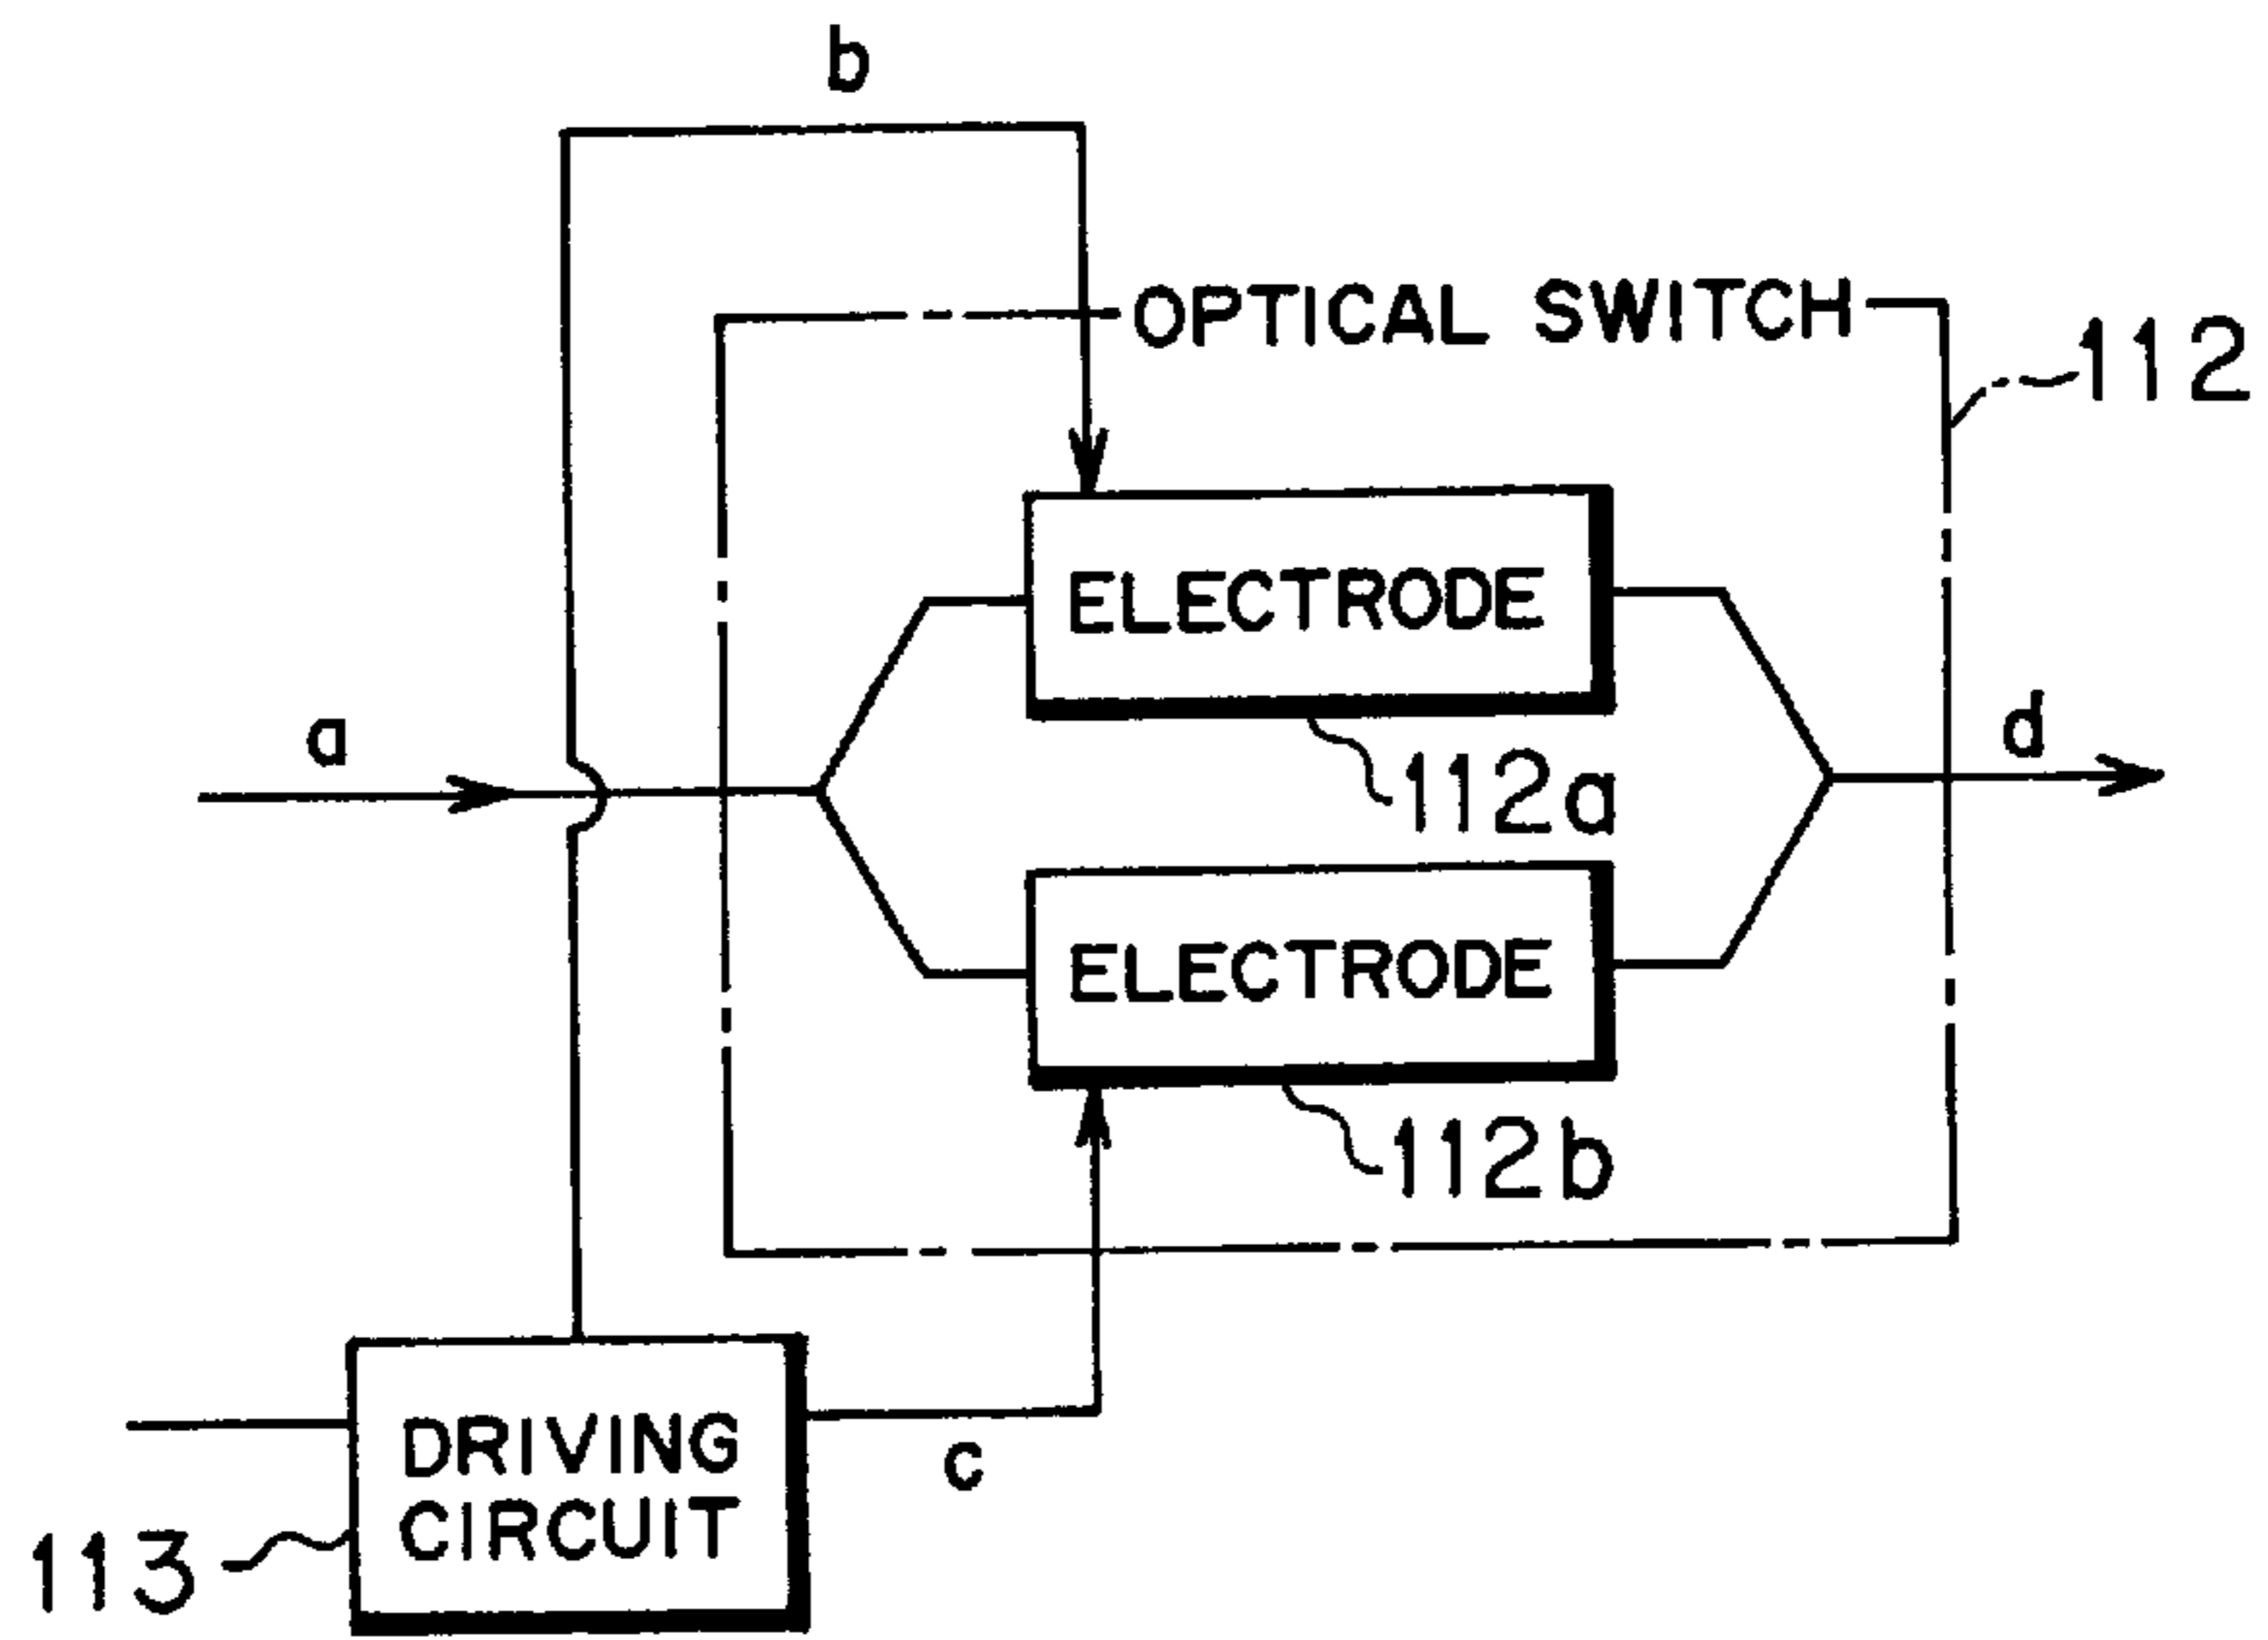 b
OPTICAL SWITCH
112
ELECTRODE
a
d
112a
ELECTRODE
112b
DRIVING
CIRCUIT
c
113